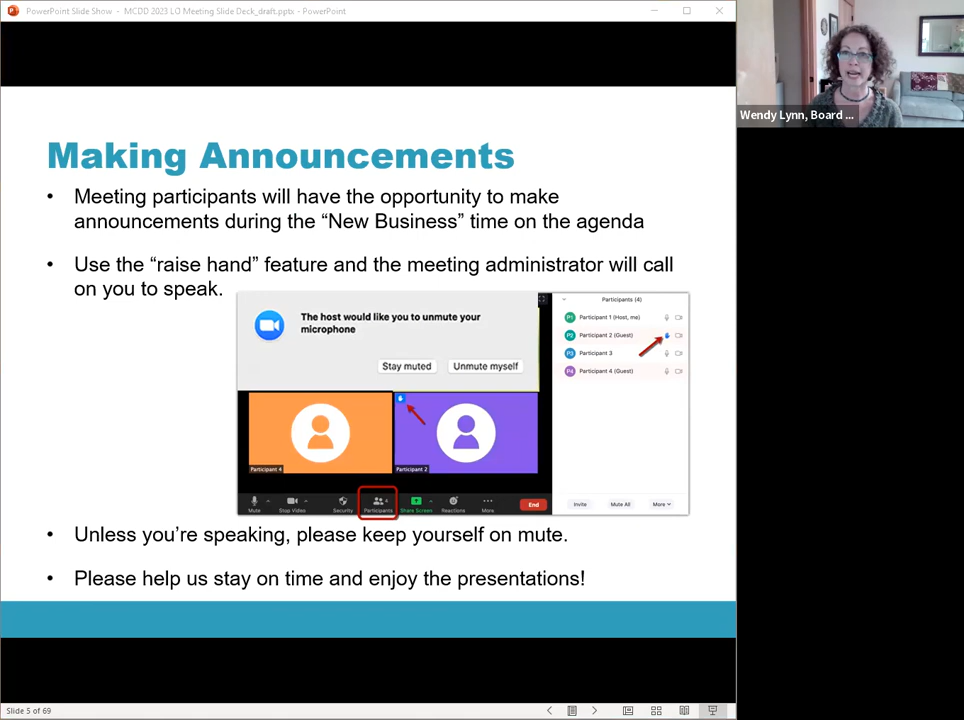 PowerPoint Slide Show - MCDD 2023 LO Meeting Slide Deck_draft.pptx - PowerPoint
Wendy Lynn, Board ...
Making Announcements
• Meeting participants will have the opportunity to make
announcements during the “New Business” time on the agenda
• Use the “raise hand” feature and the meeting administrator will call
on you to speak.
The host would like you to unmute your
microphone
Stay muted Unmute myself
Participant 4 Participant 2
Mute Stop Video Security Participants 4 Share Screen Reactions More End
Participants (4)
P1 Participant 1 (Host, me)
P2 Participant 2 (Guest)
P3 Participant 3
P4 Participant 4 (Guest)
Invite Mute All More
• Unless you’re speaking, please keep yourself on mute.
• Please help us stay on time and enjoy the presentations!
Slide 5 of 69